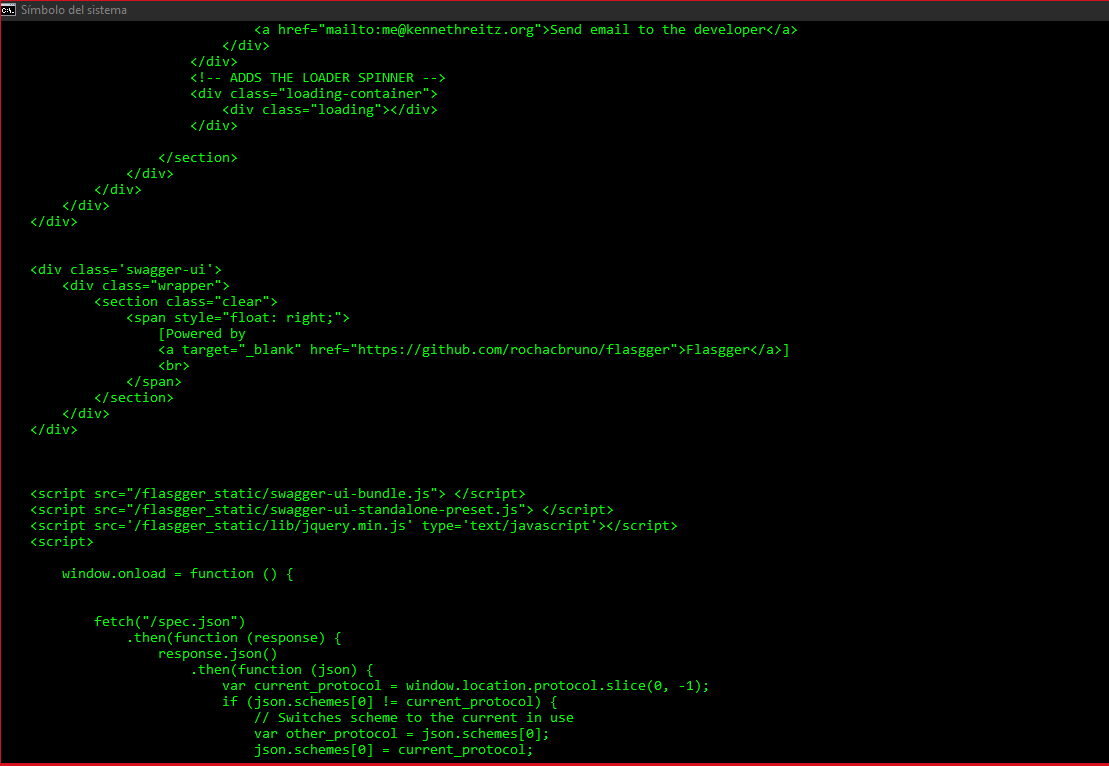 Símbolo del sistema
<a href="mailto:me@kennethreitz.org">Send email to the developer</a>
</div>
</div>
<!-- ADDS THE LOADER SPINNER -->
<div class="loading-container">
<div class="loading"></div>
</div>
</section>
</div>
</div>
</div>
</div>
<div class='swagger-ui'>
<div class="wrapper">
<section class="clear">
<span style="float: right;">
[Powered by
<a target="_blank" href="https://github.com/rochacbruno/flasgger">Flasgger</a>]
<br>
</span>
</section>
</div>
</div>
<script src="/flasgger_static/swagger-ui-bundle.js"> </script>
<script src="/flasgger_static/swagger-ui-standalone-preset.js"> </script>
<script src='/flasgger_static/lib/jquery.min.js' type='text/javascript'></script>
<script>
window.onload = function () {
fetch("/spec.json")
.then(function (response) {
response.json()
.then(function (json) {
var current_protocol = window.location.protocol.slice(0, -1);
if (json.schemes[0] != current_protocol) {
// Switches scheme to the current in use
var other_protocol = json.schemes[0];
json.schemes[0] = current_protocol;